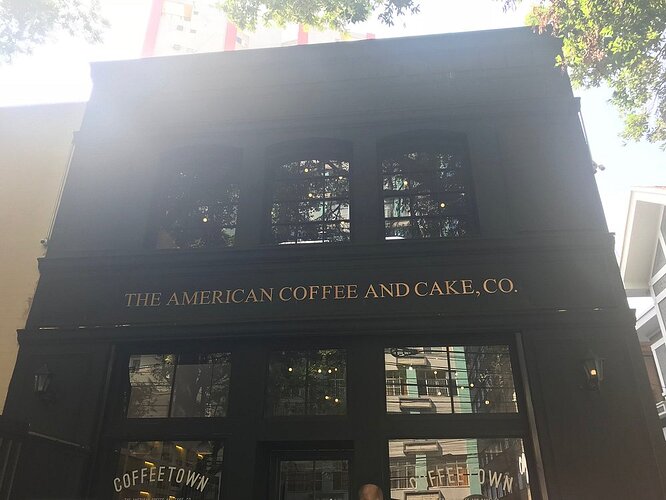 THE AMERICAN COFFEE AND CAKE, CO.
COFFEETOWN
COFFEETOWN